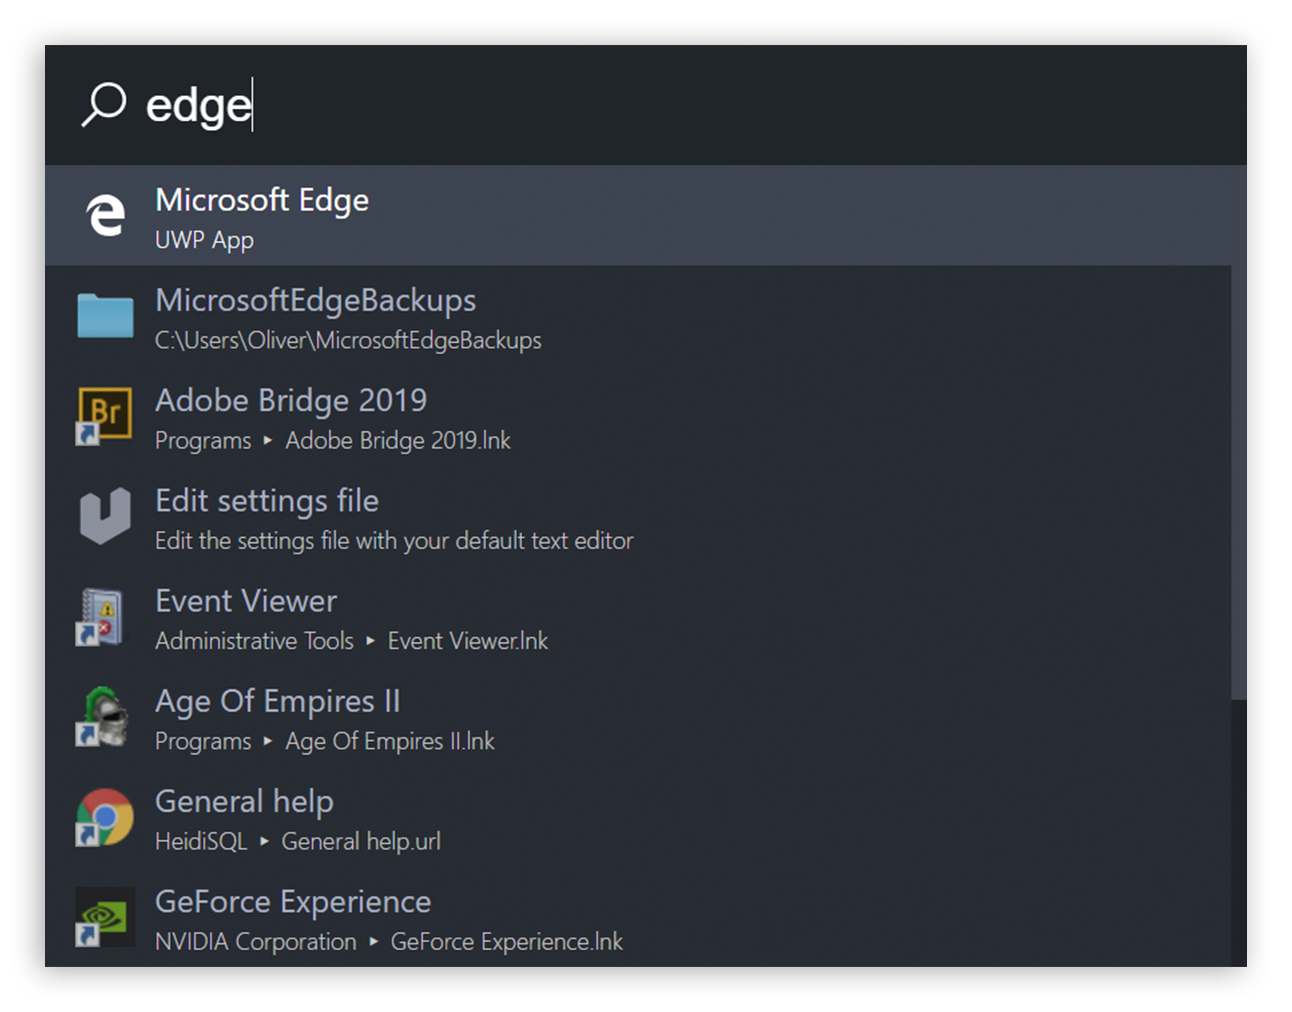 edge
Microsoft Edge
UWP App
MicrosoftEdgeBackups
C:\Users\Oliver\MicrosoftEdgeBackups
Br
Adobe Bridge 2019
Programs ▸ Adobe Bridge 2019.lnk
Edit settings file
Edit the settings file with your default text editor
Event Viewer
Administrative Tools ▸ Event Viewer.lnk
Age Of Empires II
Programs ▸ Age Of Empires II.lnk
General help
HeidiSQL ▸ General help.url
GeForce Experience
NVIDIA Corporation ▸ GeForce Experience.lnk